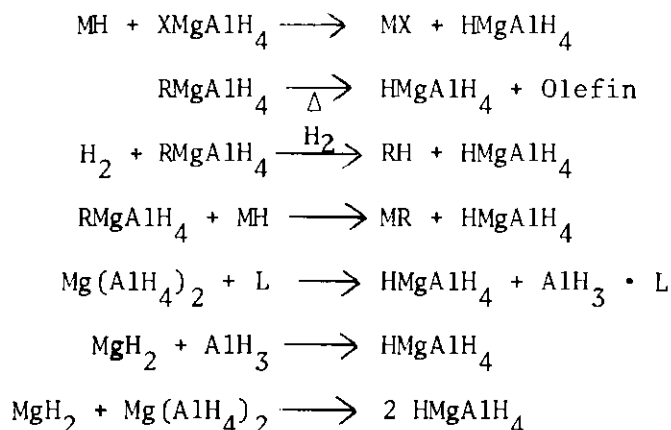 MH + XMgAlH₄ ⟶ MX + HMgAlH₄
RMgAlH₄ ⟶ HMgAlH₄ + Olefin
Δ
H₂
H₂ + RMgAlH₄ ⟶ RH + HMgAlH₄
RMgAlH₄ + MH ⟶ MR + HMgAlH₄
Mg(AlH₄)₂ + L ⟶ HMgAlH₄ + AlH₃ · L
MgH₂ + AlH₃ ⟶ HMgAlH₄
MgH₂ + Mg(AlH₄)₂ ⟶ 2 HMgAlH₄